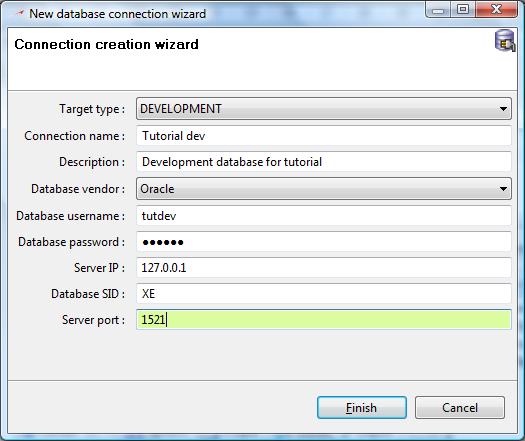 New database connection wizard
Connection creation wizard
Target type : DEVELOPMENT
Connection name : Tutorial dev
Description : Development database for tutorial
Database vendor : Oracle
Database username : tutdev
Database password : ●●●●●●
Server IP : 127.0.0.1
Database SID : XE
Server port : 1521
Finish Cancel